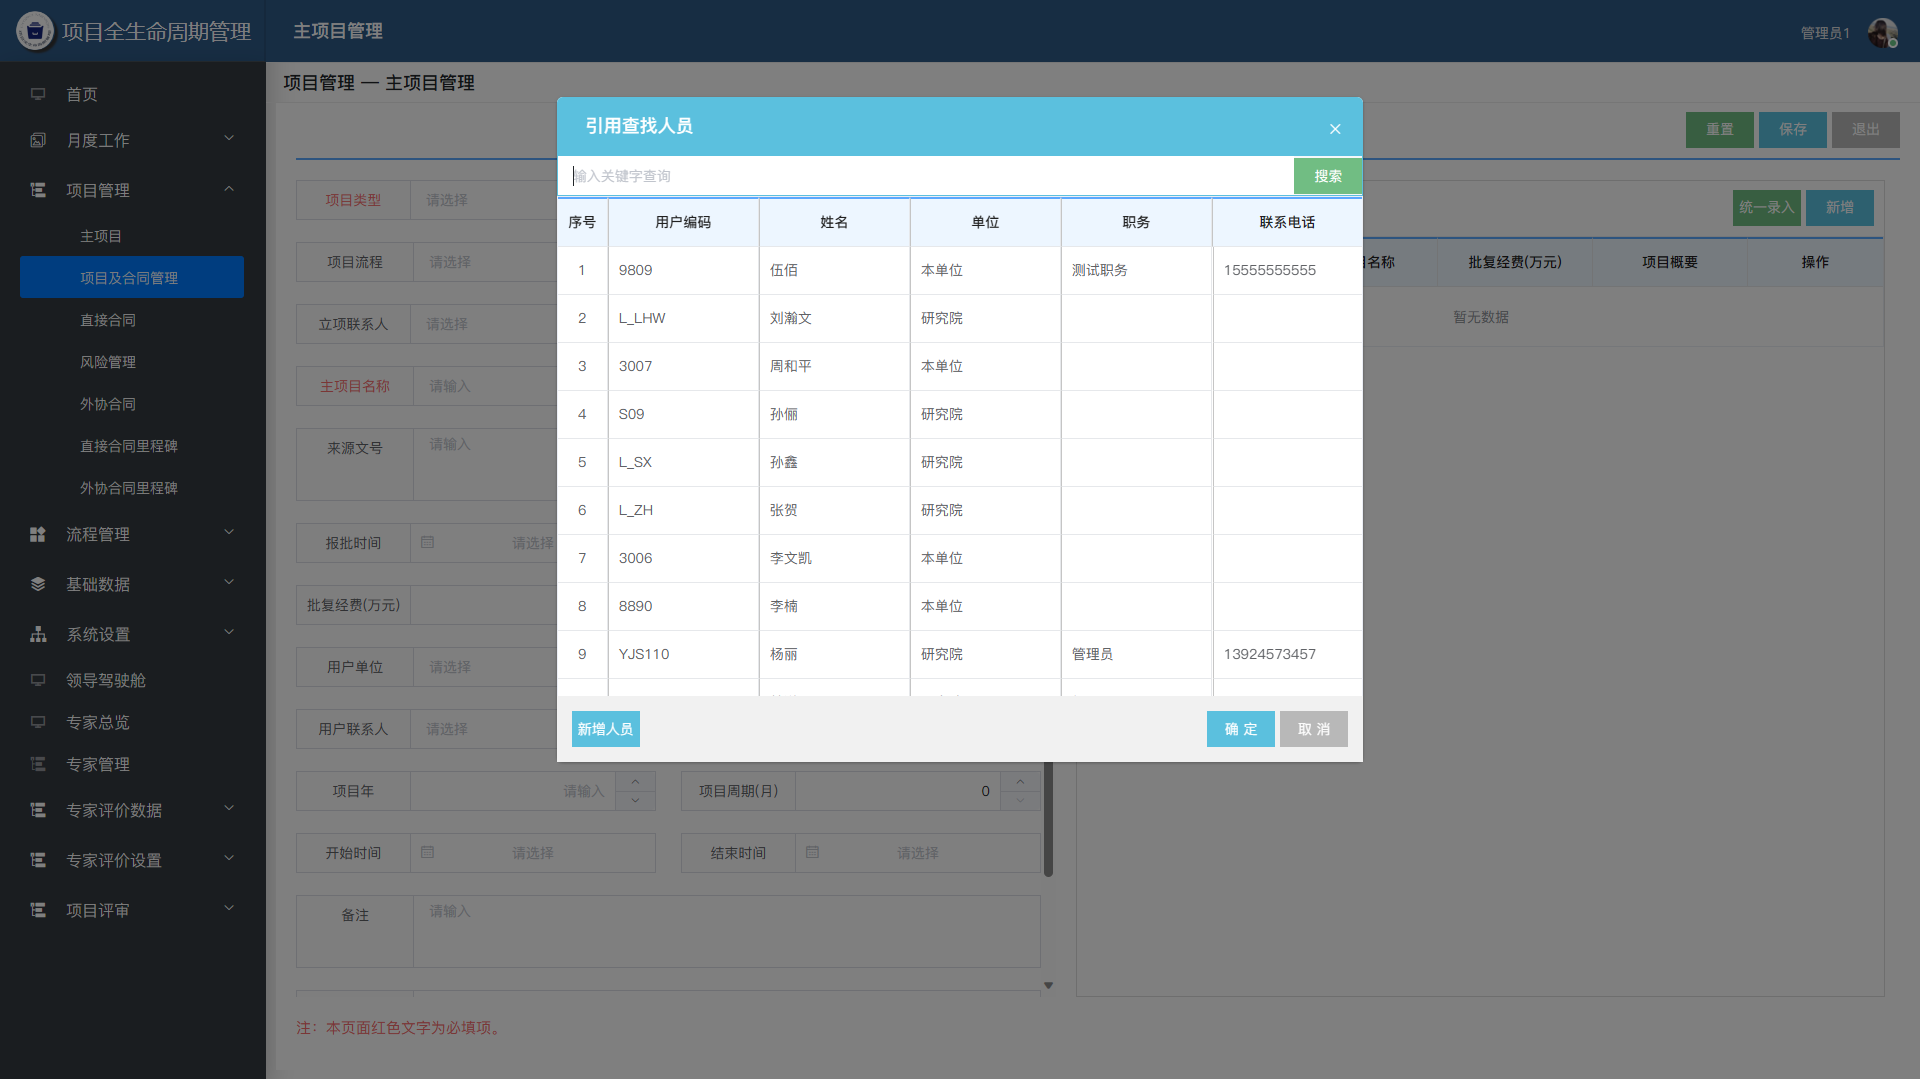 项目全生命周期管理
主项目管理
管理员1
首页
月度工作
项目管理
主项目
项目及合同管理
直接合同
风险管理
外协合同
直接合同里程碑
外协合同里程碑
流程管理
基础数据
系统设置
领导驾驶舱
专家总览
专家管理
专家评价数据
专家评价设置
项目评审
项目管理 — 主项目管理
重置 保存 退出
项目类型 请选择
项目流程 请选择
立项联系人 请选择
主项目名称 请输入
来源文号 请输入
报批时间 请选择
批复经费(万元)
用户单位 请选择
用户联系人 请选择
项目年 请输入 项目周期(月) 0
开始时间 请选择 结束时间 请选择
备注 请输入
注：本页面红色文字为必填项。
统一录入 新增
名称 批复经费(万元) 项目概要 操作
暂无数据
引用查找人员
输入关键字查询 搜索
序号 用户编码 姓名 单位 职务 联系电话
1 9809 伍佰 本单位 测试职务 15555555555
2 L_LHW 刘瀚文 研究院
3 3007 周和平 本单位
4 S09 孙俪 研究院
5 L_SX 孙鑫 研究院
6 L_ZH 张贺 研究院
7 3006 李文凯 本单位
8 8890 李楠 本单位
9 YJS110 杨丽 研究院 管理员 13924573457
新增人员 确 定 取 消